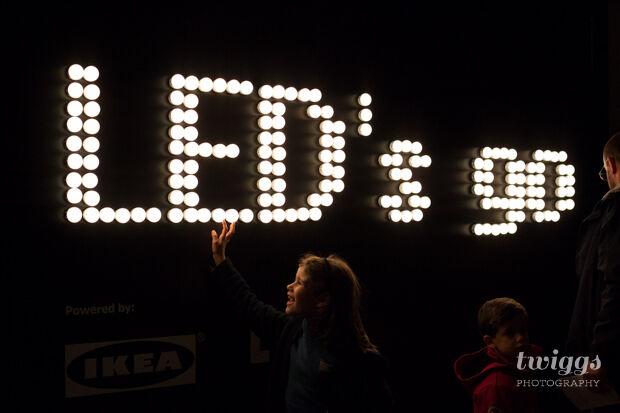 LED's go
Powered by:
IKEA®
twiggs
PHOTOGRAPHY